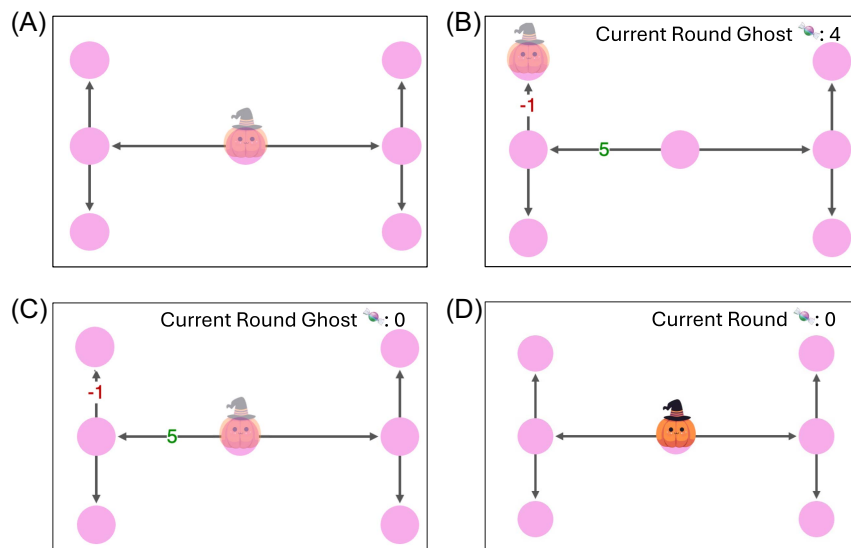 (A)
(B)
Current Round Ghost 🍬: 4
-1
5
(C)
Current Round Ghost 🍬: 0
-1
5
(D)
Current Round 🍬: 0